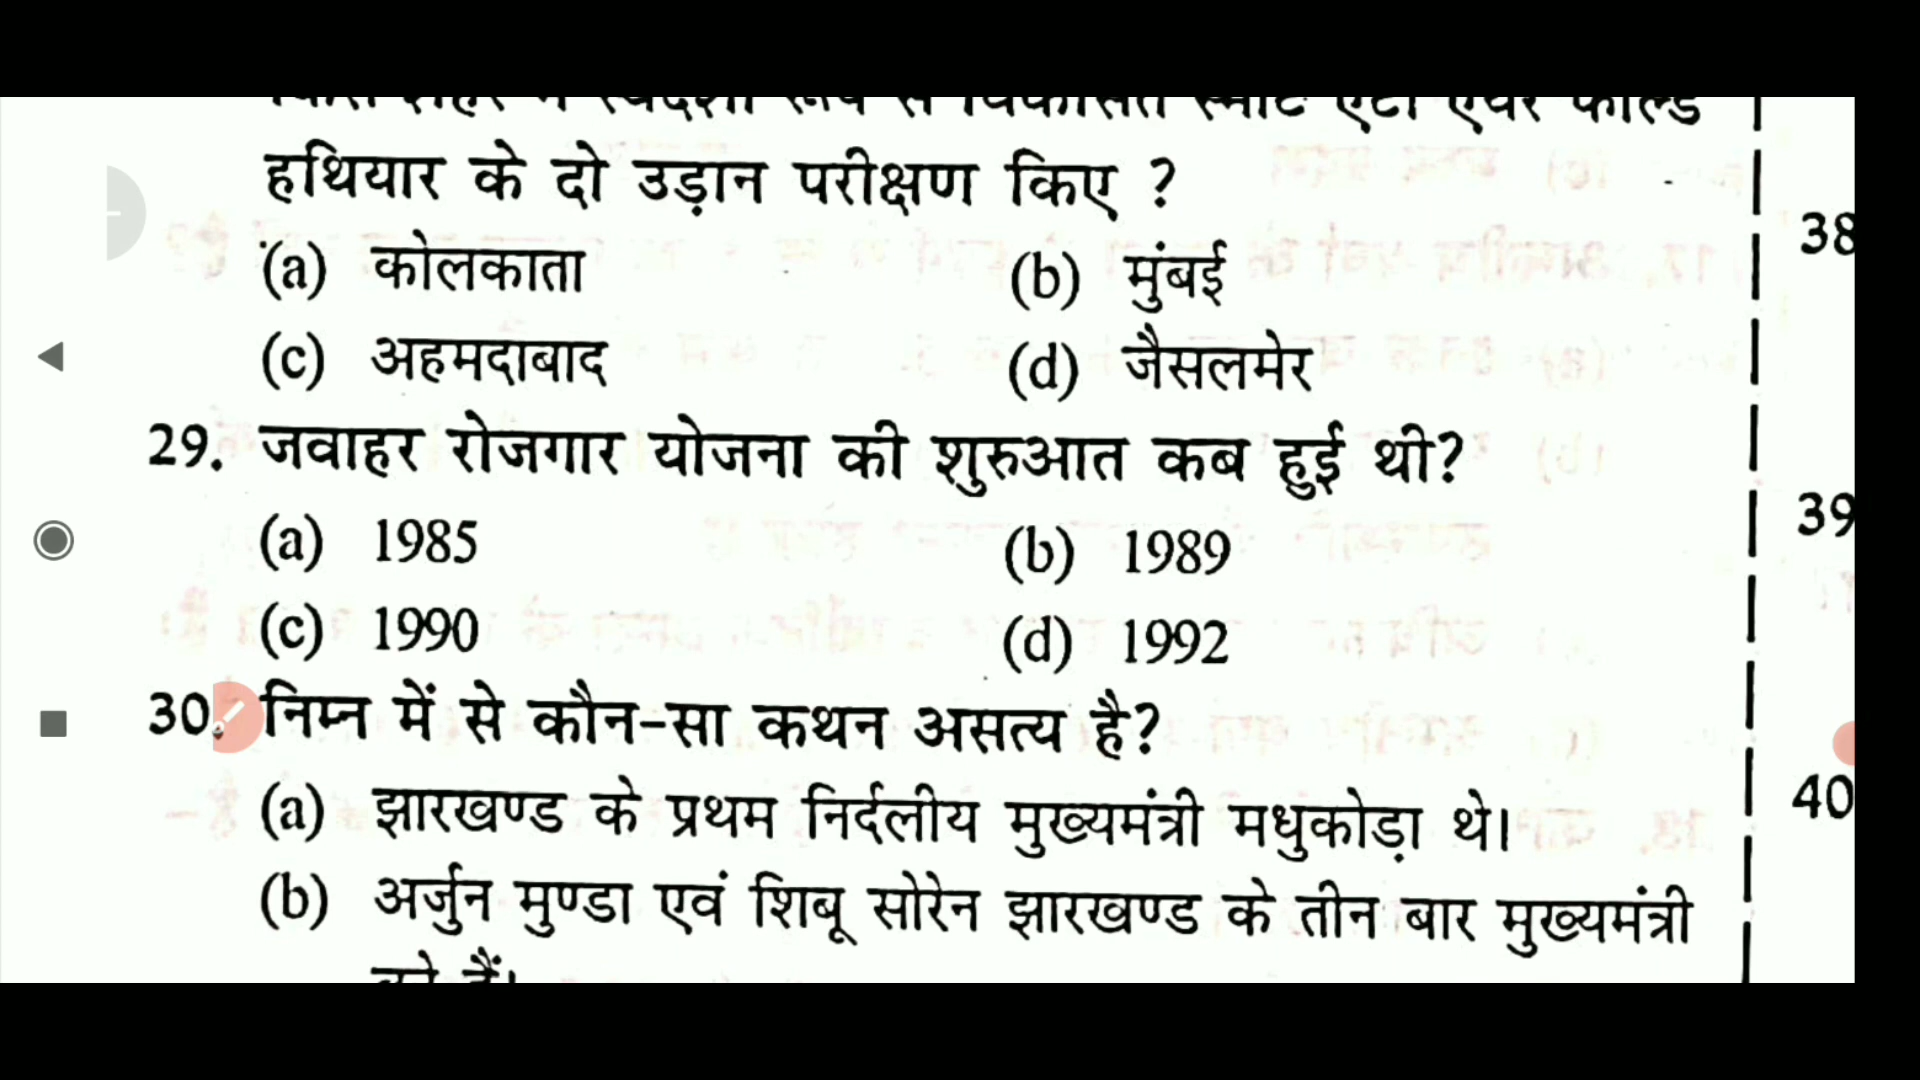 हथियार के दो उड़ान परीक्षण किए ?
(a) कोलकाता (b) मुंबई
38
(c) अहमदाबाद (d) जैसलमेर
29. जवाहर रोजगार योजना की शुरुआत कब हुई थी?
39
(a) 1985 (b) 1989
(c) 1990 (d) 1992
30. निम्न में से कौन-सा कथन असत्य है?
40
(a) झारखण्ड के प्रथम निर्दलीय मुख्यमंत्री मधुकोड़ा थे।
(b) अर्जुन मुण्डा एवं शिबू सोरेन झारखण्ड के तीन बार मुख्यमंत्री